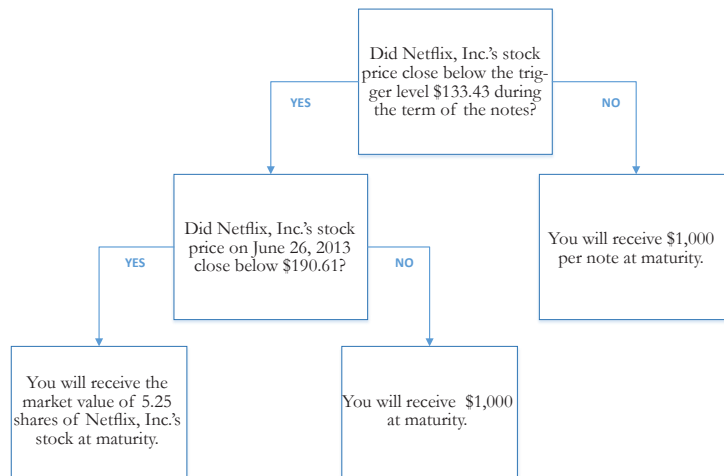 Did Netflix, Inc.'s stock
price close below the trig-
ger level $133.43 during
the term of the notes?
YES
NO
Did Netflix, Inc.'s stock
price on June 26, 2013
close below $190.61?
You will receive $1,000
per note at maturity.
YES
NO
You will receive the
market value of 5.25
shares of Netflix, Inc.'s
stock at maturity.
You will receive $1,000
at maturity.